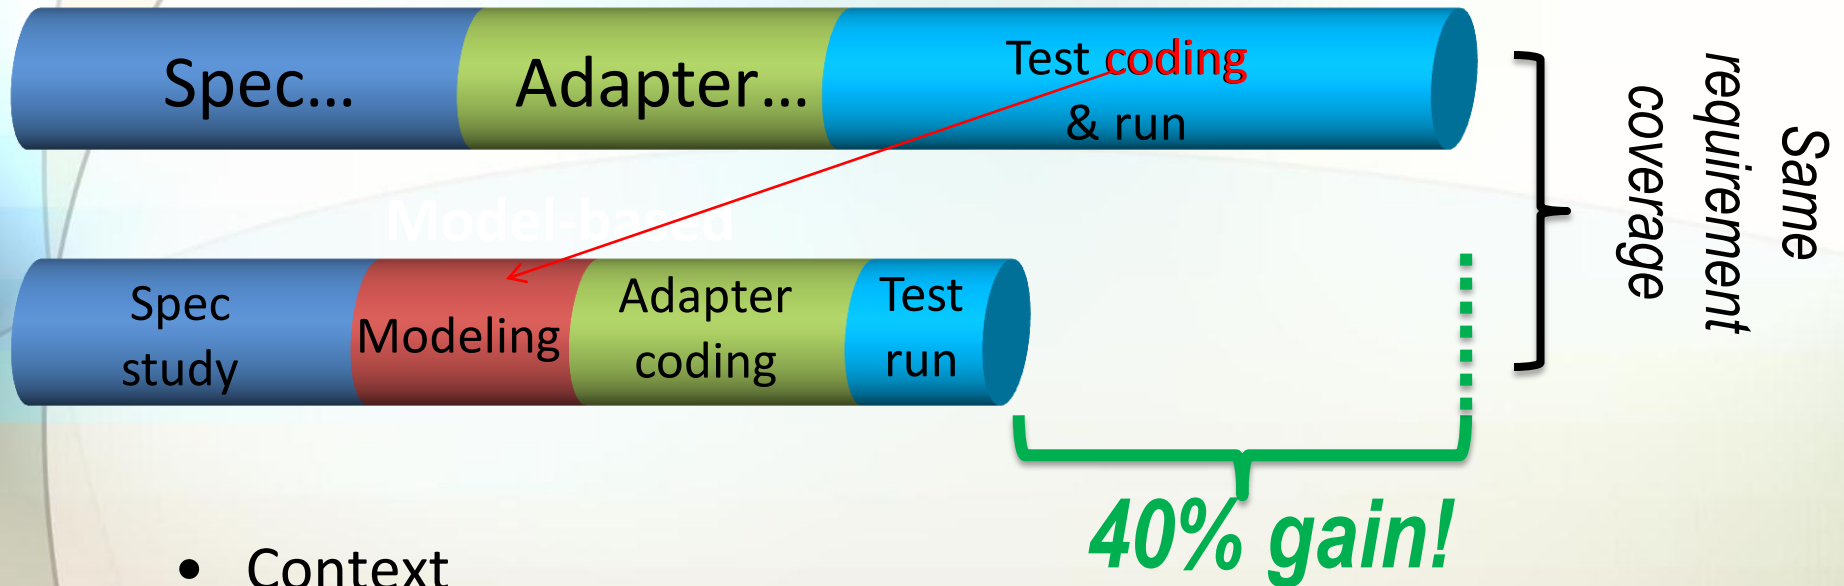 Spec...
Adapter...
Test coding
& run
Same
requirement
coverage
Model-based
Spec
study
Modeling
Adapter
coding
Test
run
40% gain!
• Context